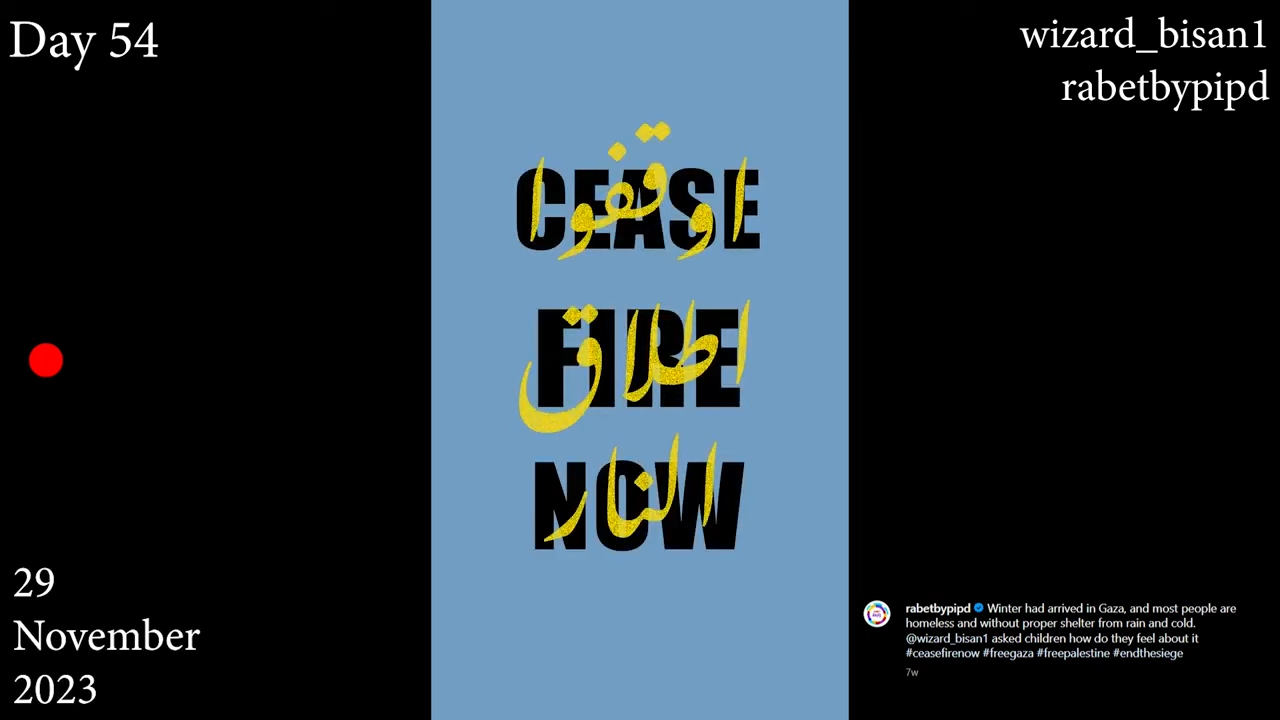 Day 54
wizard_bisan1
rabetbypipd
CEASE
اوقفوا
FIRE
اطلاق
NOW
النار
29
November
2023
rabetbypipd Winter had arrived in Gaza, and most people are
homeless and without proper shelter from rain and cold.
@wizard_bisan1 asked children how do they feel about it
#ceasefirenow #freegaza #freepalestine #endthesiege
7w